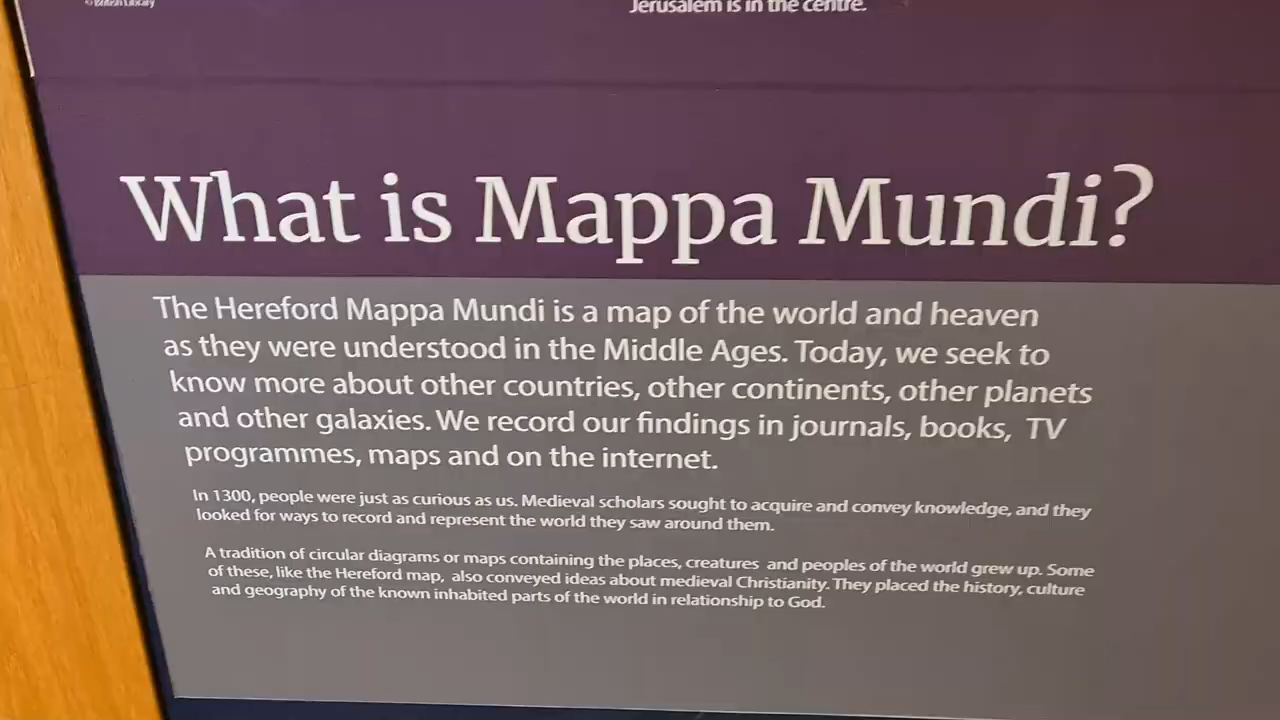 © British Library
Jerusalem is in the centre.
What is Mappa Mundi?
The Hereford Mappa Mundi is a map of the world and heaven
as they were understood in the Middle Ages. Today, we seek to
know more about other countries, other continents, other planets
and other galaxies. We record our findings in journals, books, TV
programmes, maps and on the internet.
In 1300, people were just as curious as us. Medieval scholars sought to acquire and convey knowledge, and they
looked for ways to record and represent the world they saw around them.
A tradition of circular diagrams or maps containing the places, creatures and peoples of the world grew up. Some
of these, like the Hereford map, also conveyed ideas about medieval Christianity. They placed the history, culture
and geography of the known inhabited parts of the world in relationship to God.